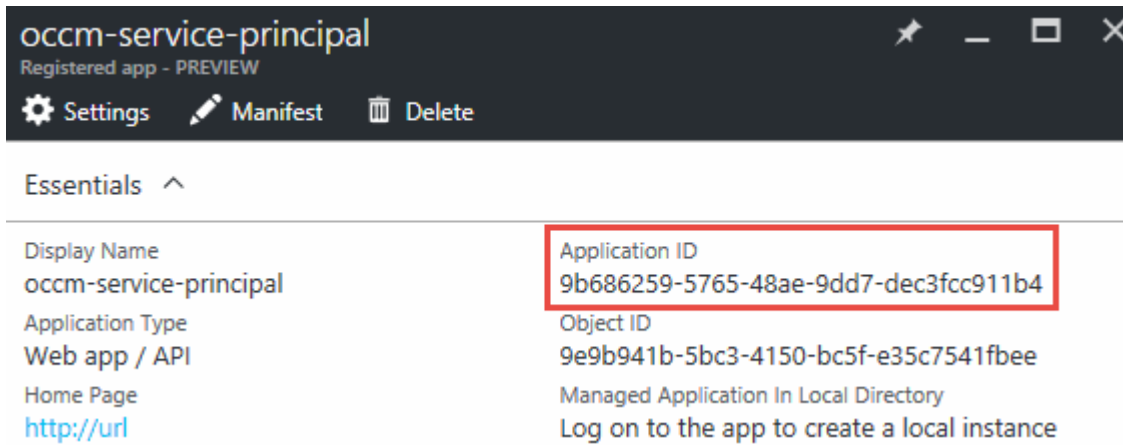 occm-service-principal
Registered app - PREVIEW
Settings Manifest Delete
Essentials
Display Name
occm-service-principal
Application ID
9b686259-5765-48ae-9dd7-dec3fcc911b4
Application Type
Web app / API
Object ID
9e9b941b-5bc3-4150-bc5f-e35c7541fbee
Home Page
http://url
Managed Application In Local Directory
Log on to the app to create a local instance